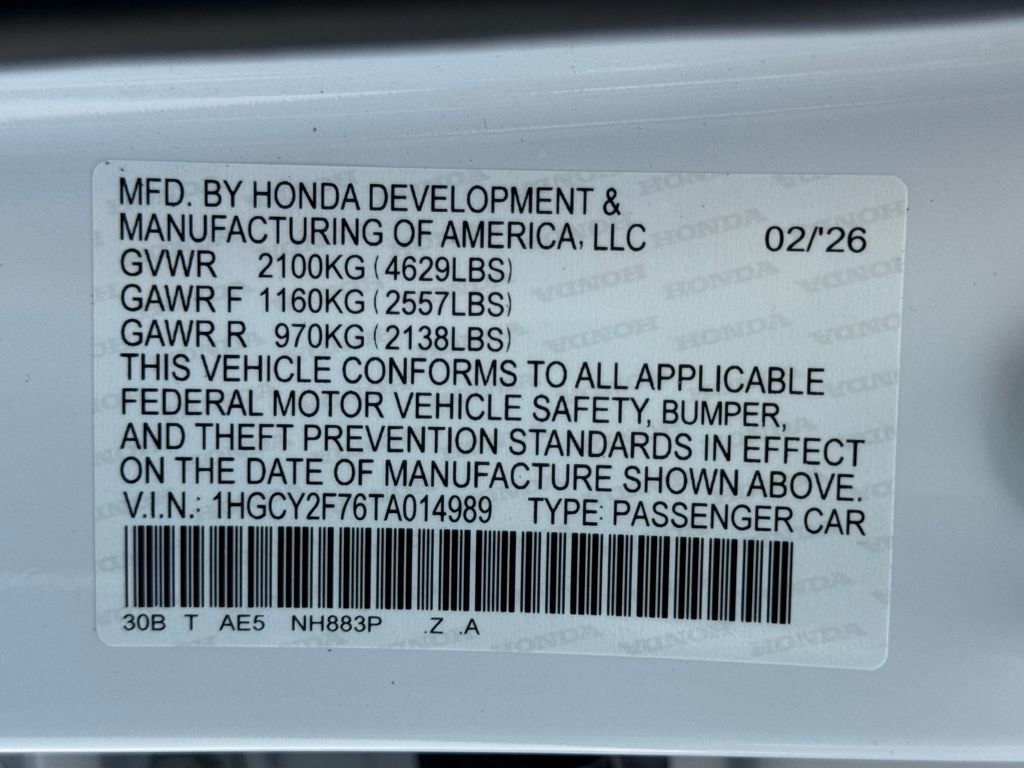 MFD. BY HONDA DEVELOPMENT &
MANUFACTURING OF AMERICA, LLC 02/'26
GVWR 2100KG (4629LBS)
GAWR F 1160KG (2557LBS)
GAWR R 970KG (2138LBS)
THIS VEHICLE CONFORMS TO ALL APPLICABLE
FEDERAL MOTOR VEHICLE SAFETY, BUMPER,
AND THEFT PREVENTION STANDARDS IN EFFECT
ON THE DATE OF MANUFACTURE SHOWN ABOVE.
V.I.N.: 1HGCY2F76TA014989 TYPE: PASSENGER CAR
30B T AE5 NH883P .Z .A